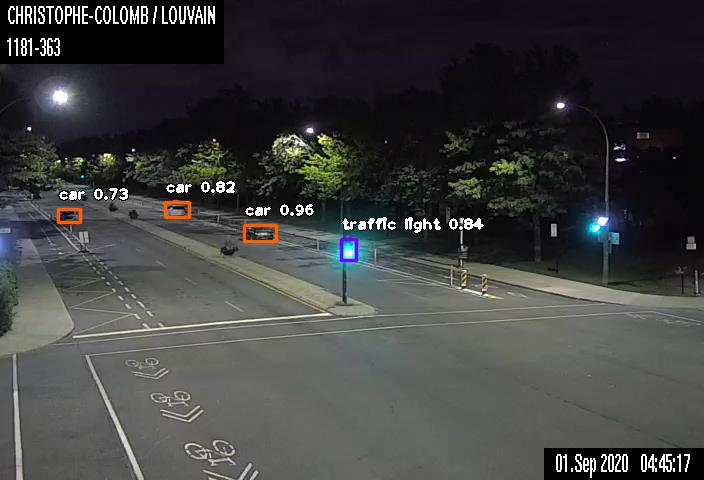 CHRISTOPHE-COLOMB / LOUVAIN
1181-363
car 0.73
car 0.82
car 0.96
traffic light 0.84
01.Sep 2020 04:45:17